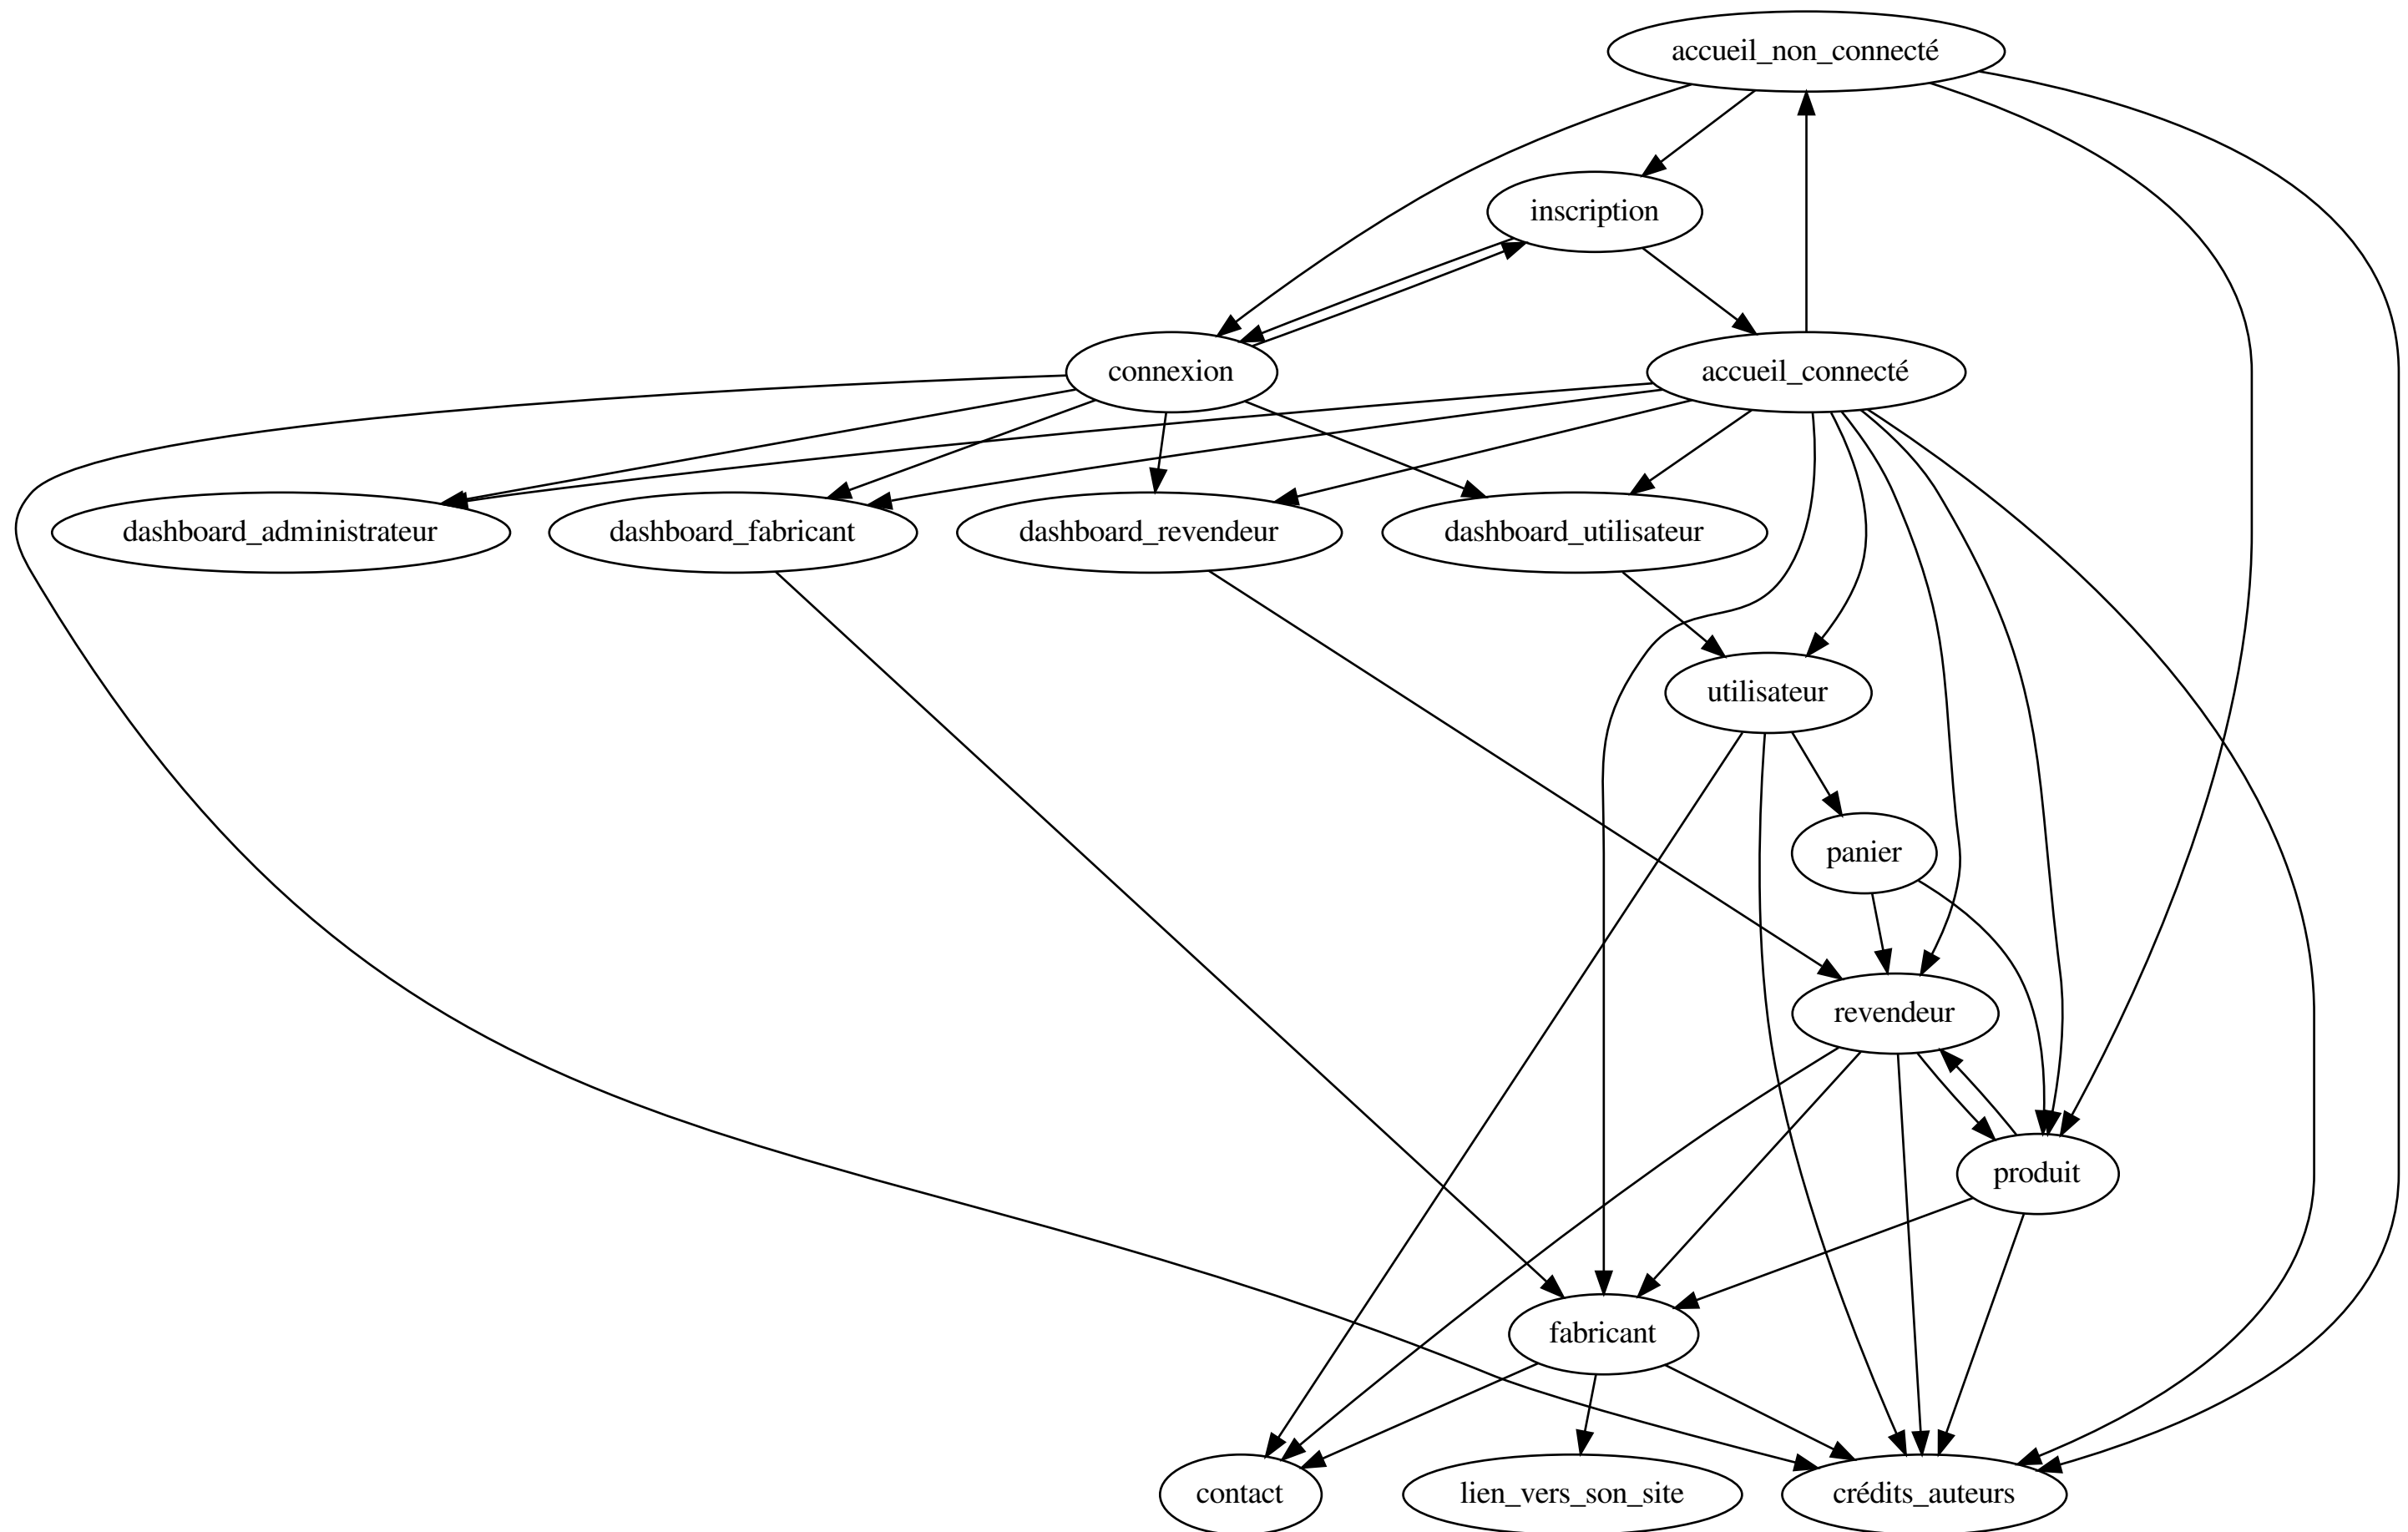 accueil_non_connecté
inscription
connexion
accueil_connecté
dashboard_administrateur
dashboard_fabricant
dashboard_revendeur
dashboard_utilisateur
utilisateur
panier
revendeur
produit
fabricant
contact
lien_vers_son_site
crédits_auteurs